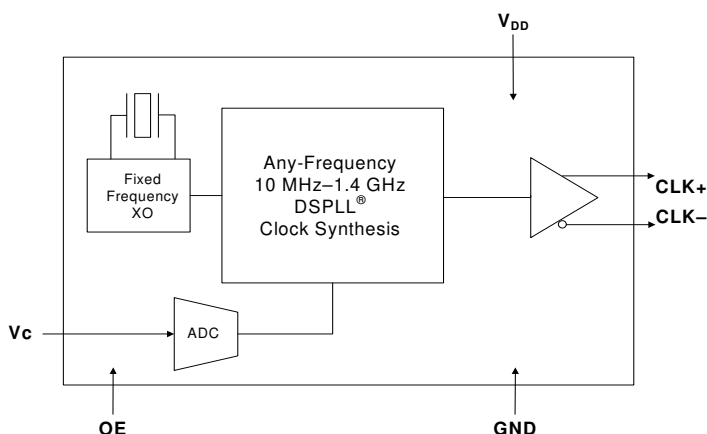 VDD
Fixed
Frequency
XO
Any-Frequency
10 MHz–1.4 GHz
DSPLL®
Clock Synthesis
CLK+
CLK–
Vc
ADC
OE
GND